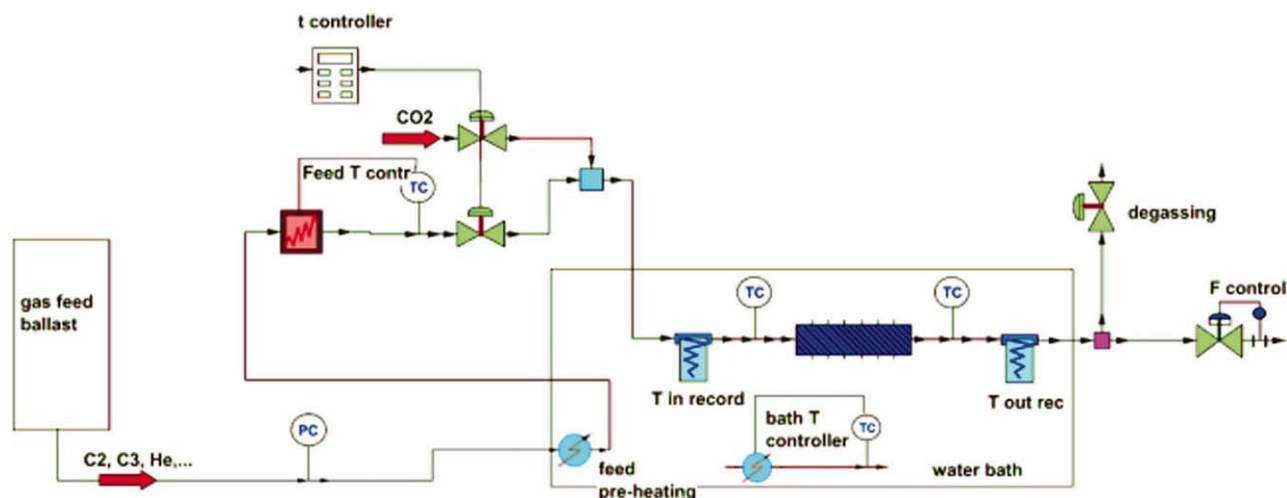 t controller
CO2
Feed T contr
TC
gas feed
ballast
degassing
TC
TC
F control
T in record
T out rec
bath T
controller
TC
C2, C3, He,...
PC
feed
pre-heating
water bath